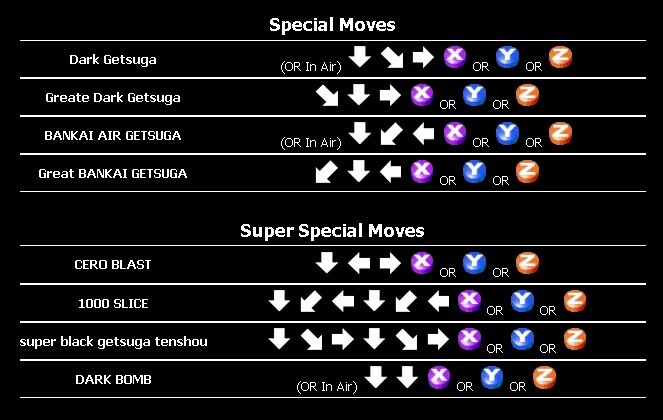 Special Moves
Dark Getsuga (OR In Air) ↓ ↘ → X OR Y OR Z
Greate Dark Getsuga ↘ ↓ → X OR Y OR Z
BANKAI AIR GETSUGA (OR In Air) ↓ ↙ ← X OR Y OR Z
Great BANKAI GETSUGA ↙ ↓ ← X OR Y OR Z
Super Special Moves
CERO BLAST ↓ ← → X OR Y OR Z
1000 SLICE ↓ ↙ ← ↓ ↙ ← X OR Y OR Z
super black getsuga tenshou ↓ ↘ → ↓ ↘ → X OR Y OR Z
DARK BOMB (OR In Air) ↓ ↓ X OR Y OR Z